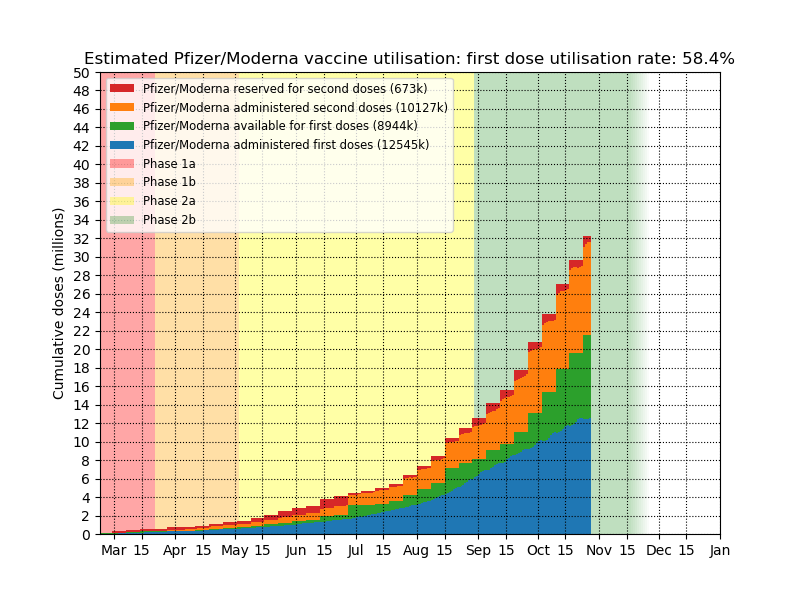 Estimated Pfizer/Moderna vaccine utilisation: first dose utilisation rate: 58.4%
Cumulative doses (millions)
50
48
46
44
42
40
38
36
34
32
30
28
26
24
22
20
18
16
14
12
10
8
6
4
2
0
Pfizer/Moderna reserved for second doses (673k)
Pfizer/Moderna administered second doses (10127k)
Pfizer/Moderna available for first doses (8944k)
Pfizer/Moderna administered first doses (12545k)
Phase 1a
Phase 1b
Phase 2a
Phase 2b
Mar 15 Apr 15 May 15 Jun 15 Jul 15 Aug 15 Sep 15 Oct 15 Nov 15 Dec 15 Jan